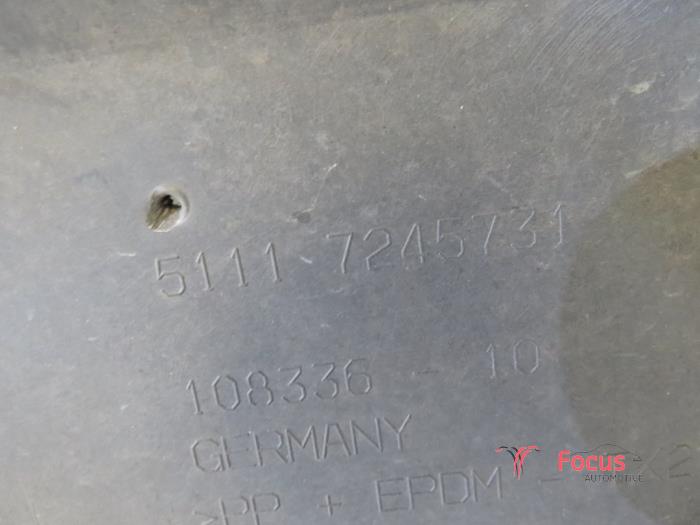 5111 7245731
108336 - 10
GERMANY
>PP + EPDM -
Focus
AUTOMOTIVE